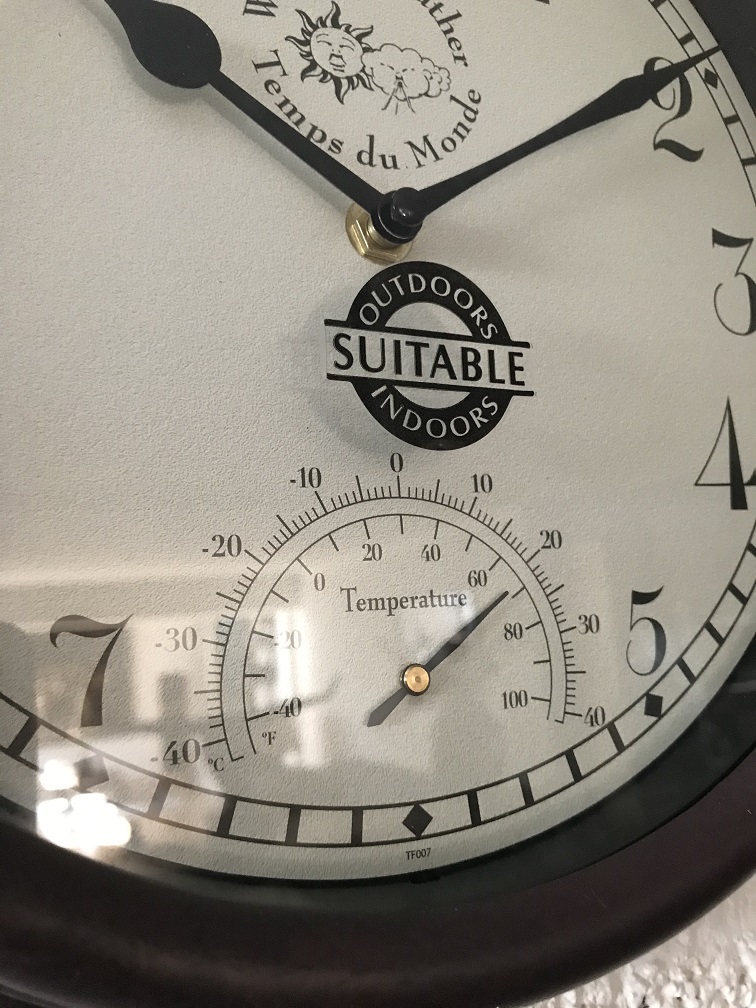 Temps du Monde
2
3
OUTDOORS
SUITABLE
INDOORS
4
-40 -30 -20 -10 0 10 20 30 40
-40 -20 0 20 40 60 80 100
Temperature
°C
°F
5
7
TF007